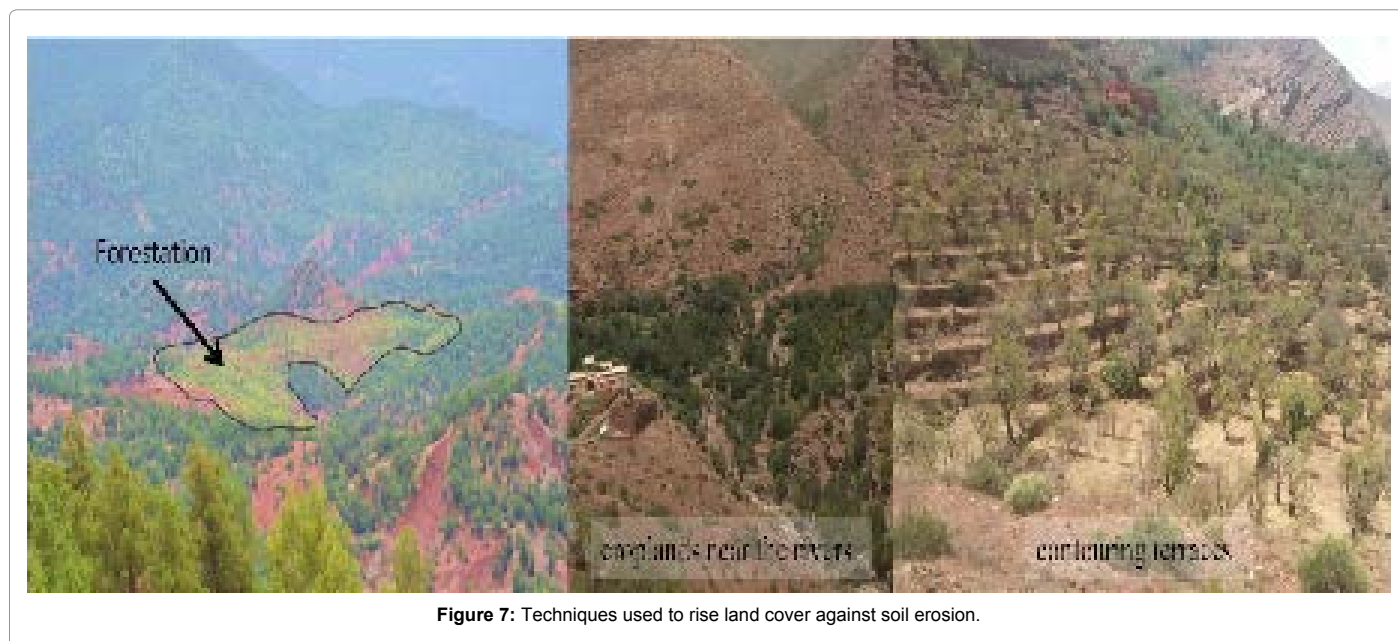 Forestation
croplands near the rivers
contouring terraces
Figure 7: Techniques used to rise land cover against soil erosion.